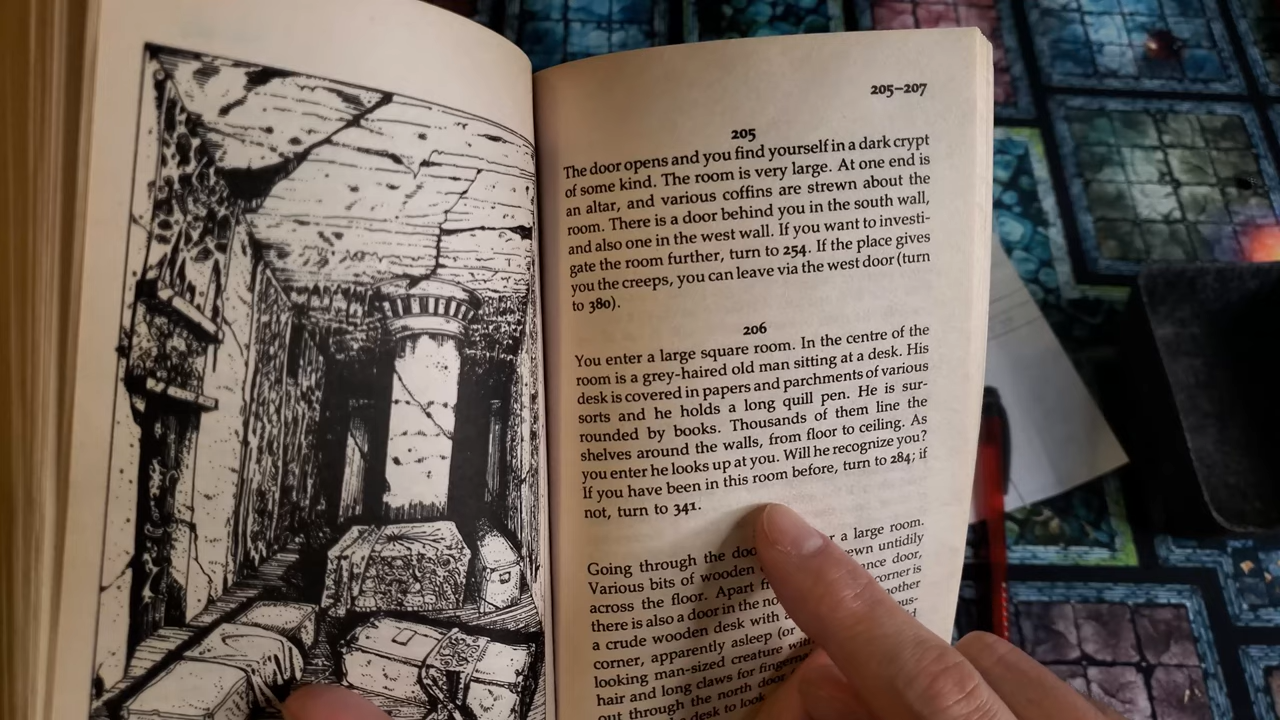 205–207
205
The door opens and you find yourself in a dark crypt
of some kind. The room is very large. At one end is
an altar, and various coffins are strewn about the
room. There is a door behind you in the south wall,
and also one in the west wall. If you want to investi-
gate the room further, turn to 254. If the place gives
you the creeps, you can leave via the west door (turn
to 380).
206
You enter a large square room. In the centre of the
room is a grey-haired old man sitting at a desk. His
desk is covered in papers and parchments of various
sorts and he holds a long quill pen. He is sur-
rounded by books. Thousands of them line the
shelves around the walls, from floor to ceiling. As
you enter he looks up at you. Will he recognize you?
If you have been in this room before, turn to 284; if
not, turn to 341.
Going through the a large room.
Various bits of wooden untidily
across the floor. Apart door,
there is also a door in the corner is
a crude wooden desk with
corner, apparently asleep (or
looking man-sized creature
hair and long claws for
out through the north door
desk to look